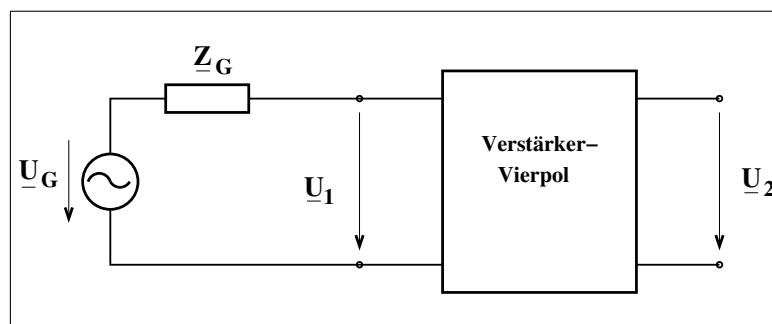 Z_G
Verstärker–
Vierpol
U_G
U_1
U_2